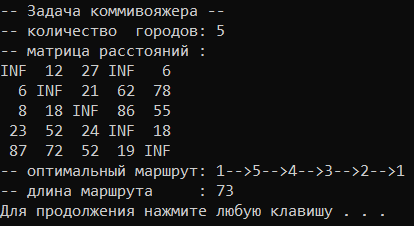 -- Задача коммивояжера --
-- количество  городов: 5
-- матрица расстояний :
INF  12  27 INF   6
  6 INF  21  62  78
  8  18 INF  86  55
 23  52  24 INF  18
 87  72  52  19 INF
-- оптимальный маршрут: 1-->5-->4-->3-->2-->1
-- длина маршрута     : 73
Для продолжения нажмите любую клавишу . . .